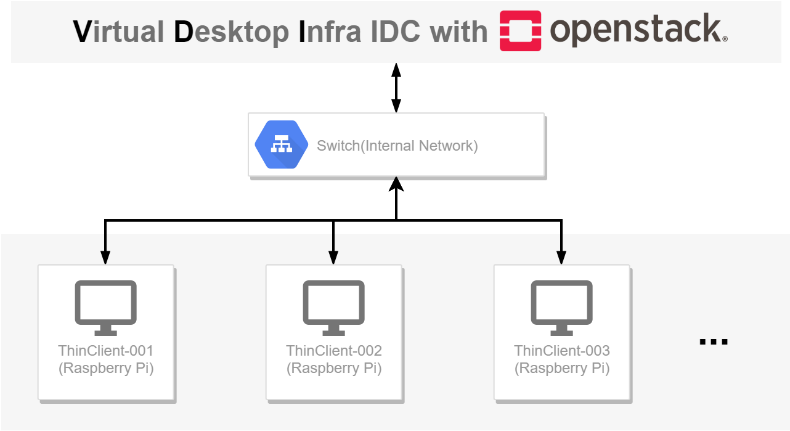 Virtual Desktop Infra IDC with openstack®
Switch(Internal Network)
ThinClient-001
(Raspberry Pi)
ThinClient-002
(Raspberry Pi)
ThinClient-003
(Raspberry Pi)
...